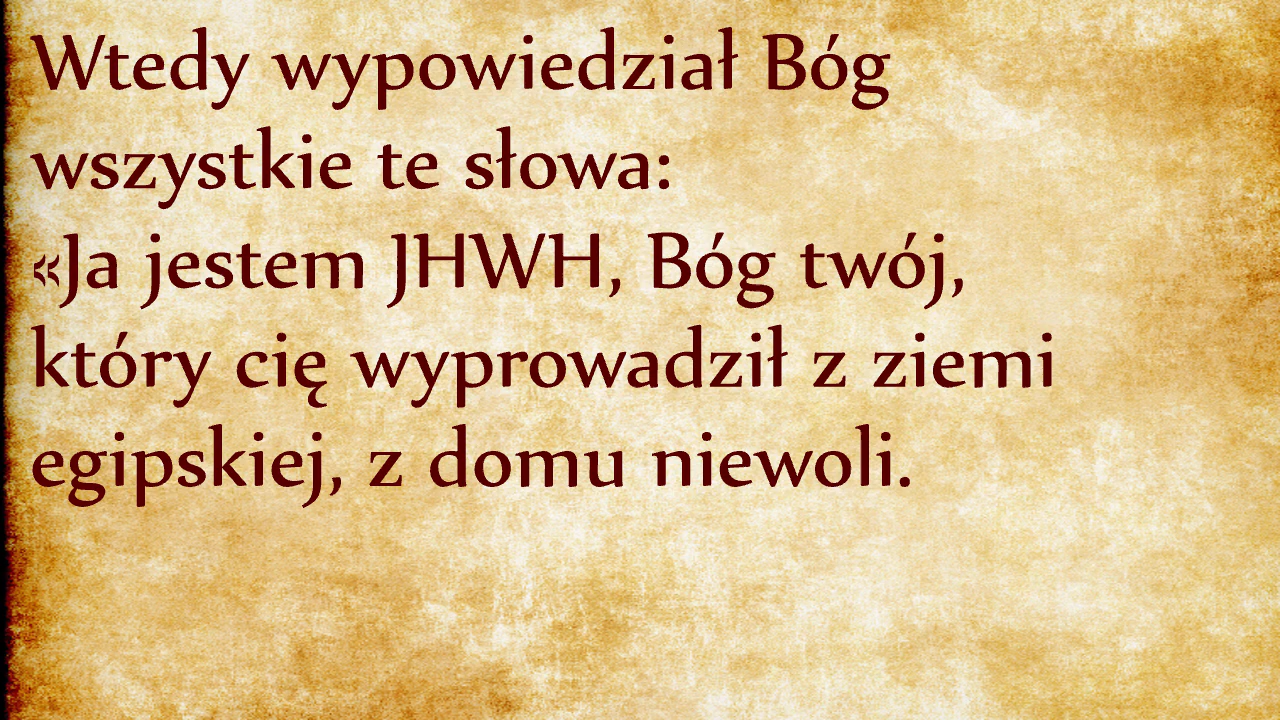 Wtedy wypowiedział Bóg
wszystkie te słowa:
«Ja jestem JHWH, Bóg twój,
który cię wyprowadził z ziemi
egipskiej, z domu niewoli.